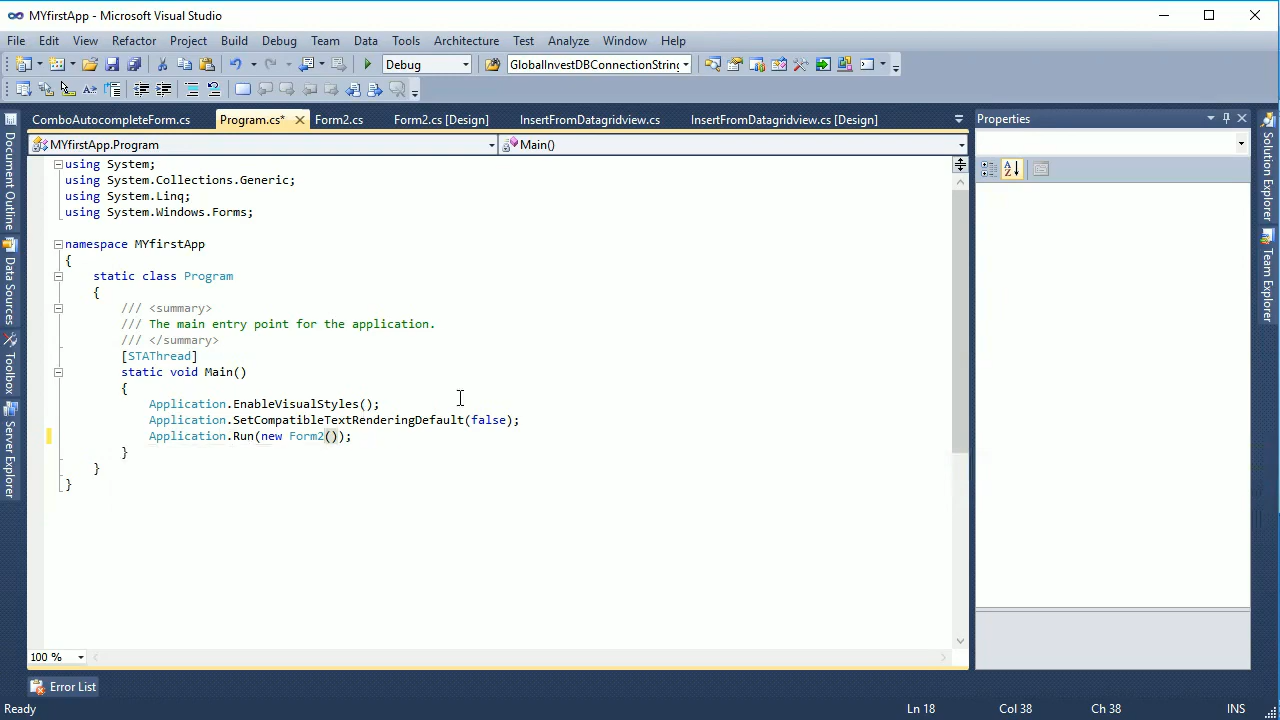 MYfirstApp - Microsoft Visual Studio
File Edit View Refactor Project Build Debug Team Data Tools Architecture Test Analyze Window Help
Debug GlobalInvestDBConnectionString
ComboAutocompleteForm.cs Program.cs* Form2.cs Form2.cs [Design] InsertFromDatagridview.cs InsertFromDatagridview.cs [Design]
MYfirstApp.Program Main()
using System;
using System.Collections.Generic;
using System.Linq;
using System.Windows.Forms;
namespace MYfirstApp
{
static class Program
{
/// <summary>
/// The main entry point for the application.
/// </summary>
[STAThread]
static void Main()
{
Application.EnableVisualStyles();
Application.SetCompatibleTextRenderingDefault(false);
Application.Run(new Form2());
}
}
}
100 %
Document Outline
Data Sources
Toolbox
Server Explorer
Properties
Solution Explorer
Team Explorer
Error List
Ready Ln 18 Col 38 Ch 38 INS